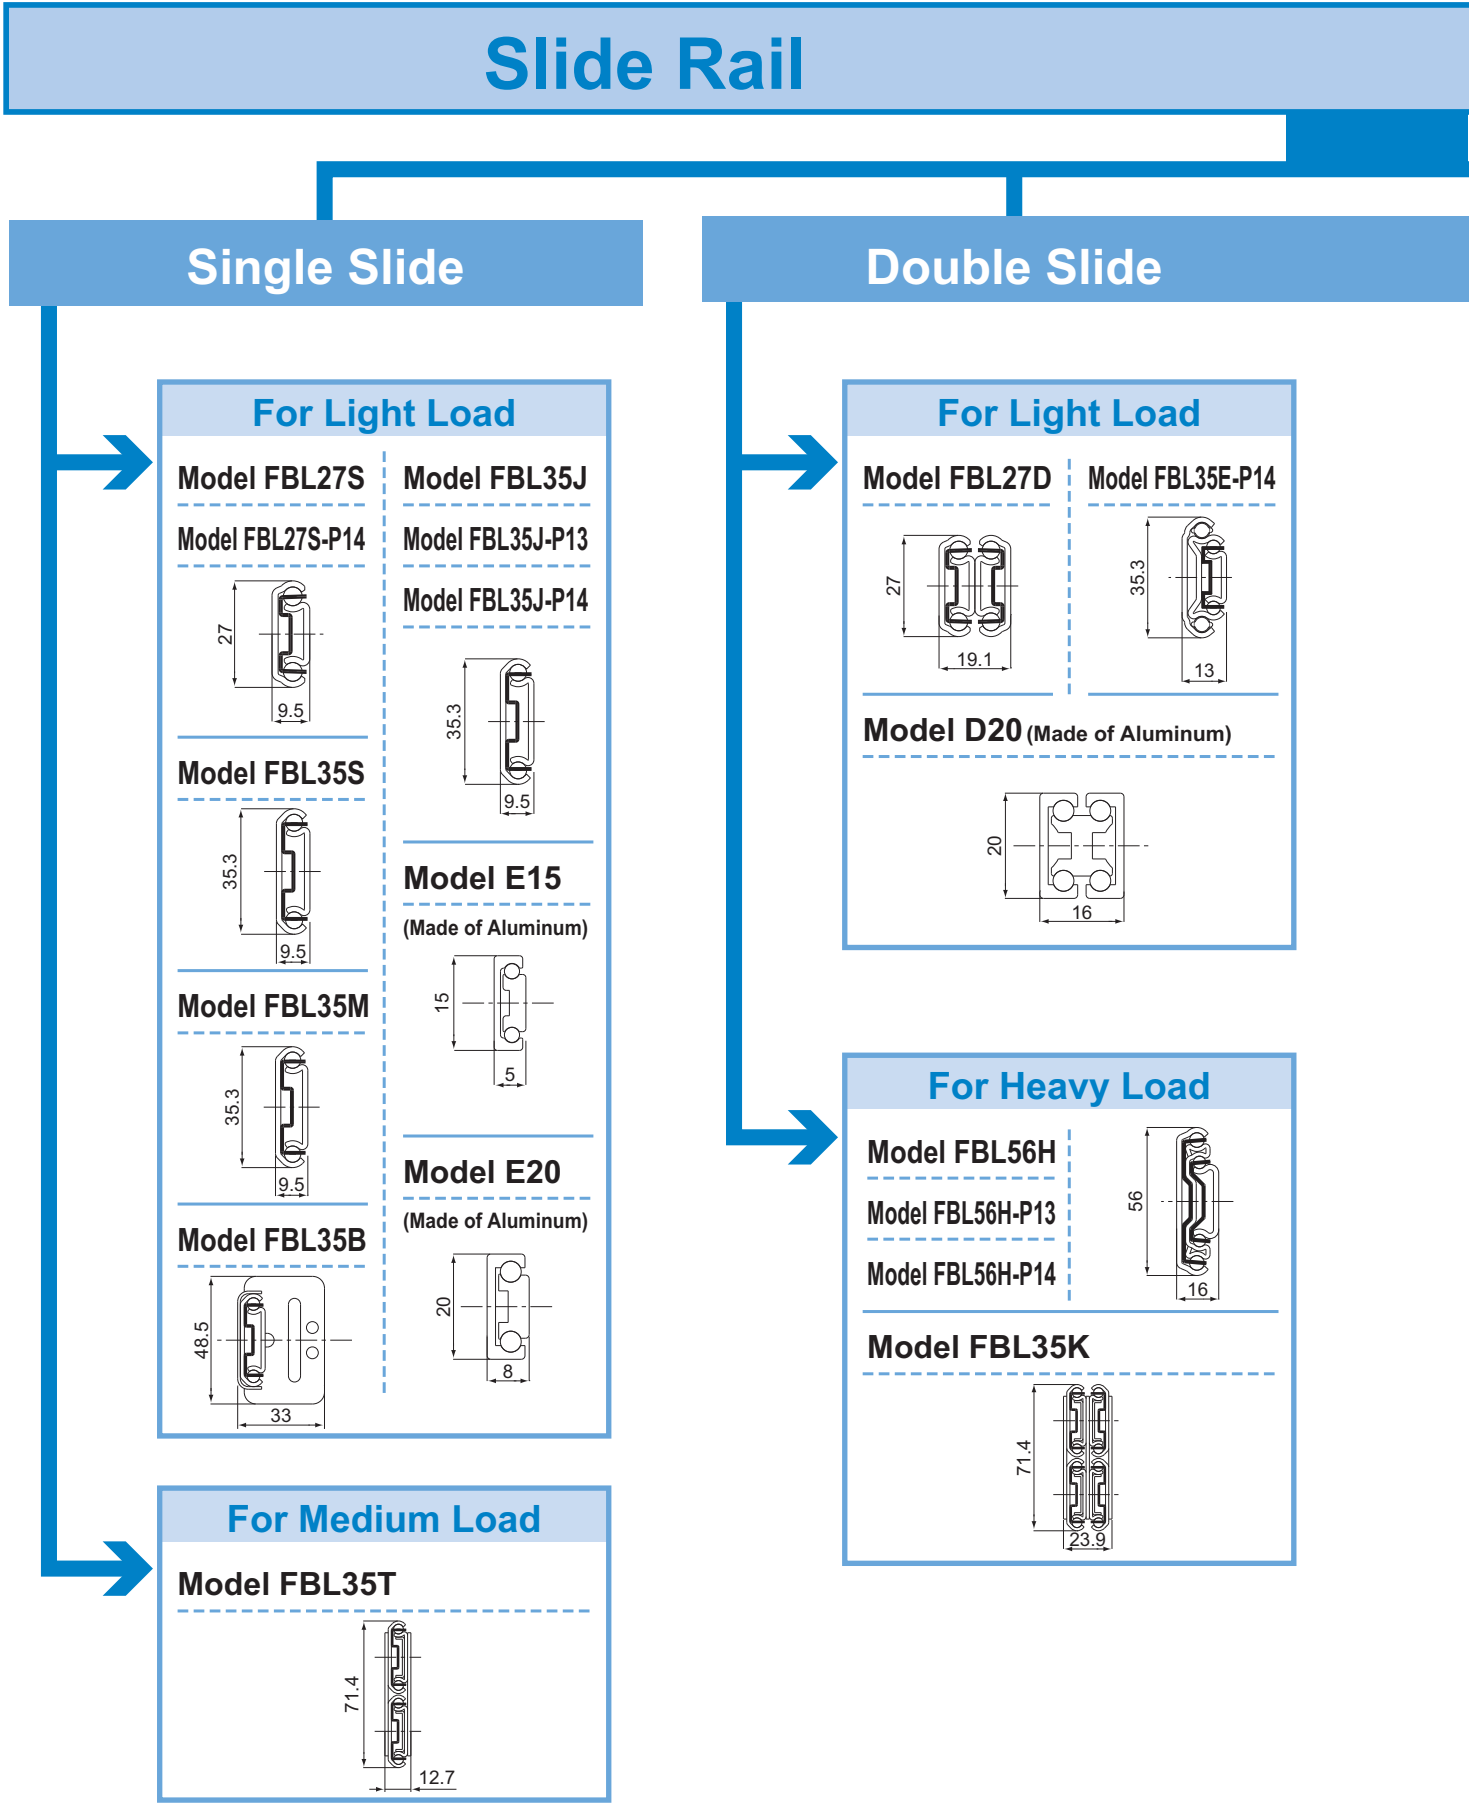 Slide Rail
Single Slide
For Light Load
Model FBL27S
Model FBL27S-P14
27
9.5
Model FBL35S
35.3
9.5
Model FBL35M
35.3
9.5
Model FBL35B
48.5
33
Model FBL35J
Model FBL35J-P13
Model FBL35J-P14
35.3
9.5
Model E15
(Made of Aluminum)
15
5
Model E20
(Made of Aluminum)
20
8
For Medium Load
Model FBL35T
71.4
12.7
Double Slide
For Light Load
Model FBL27D
27
19.1
Model FBL35E-P14
35.3
13
Model D20 (Made of Aluminum)
20
16
For Heavy Load
Model FBL56H
Model FBL56H-P13
Model FBL56H-P14
56
16
Model FBL35K
71.4
23.9